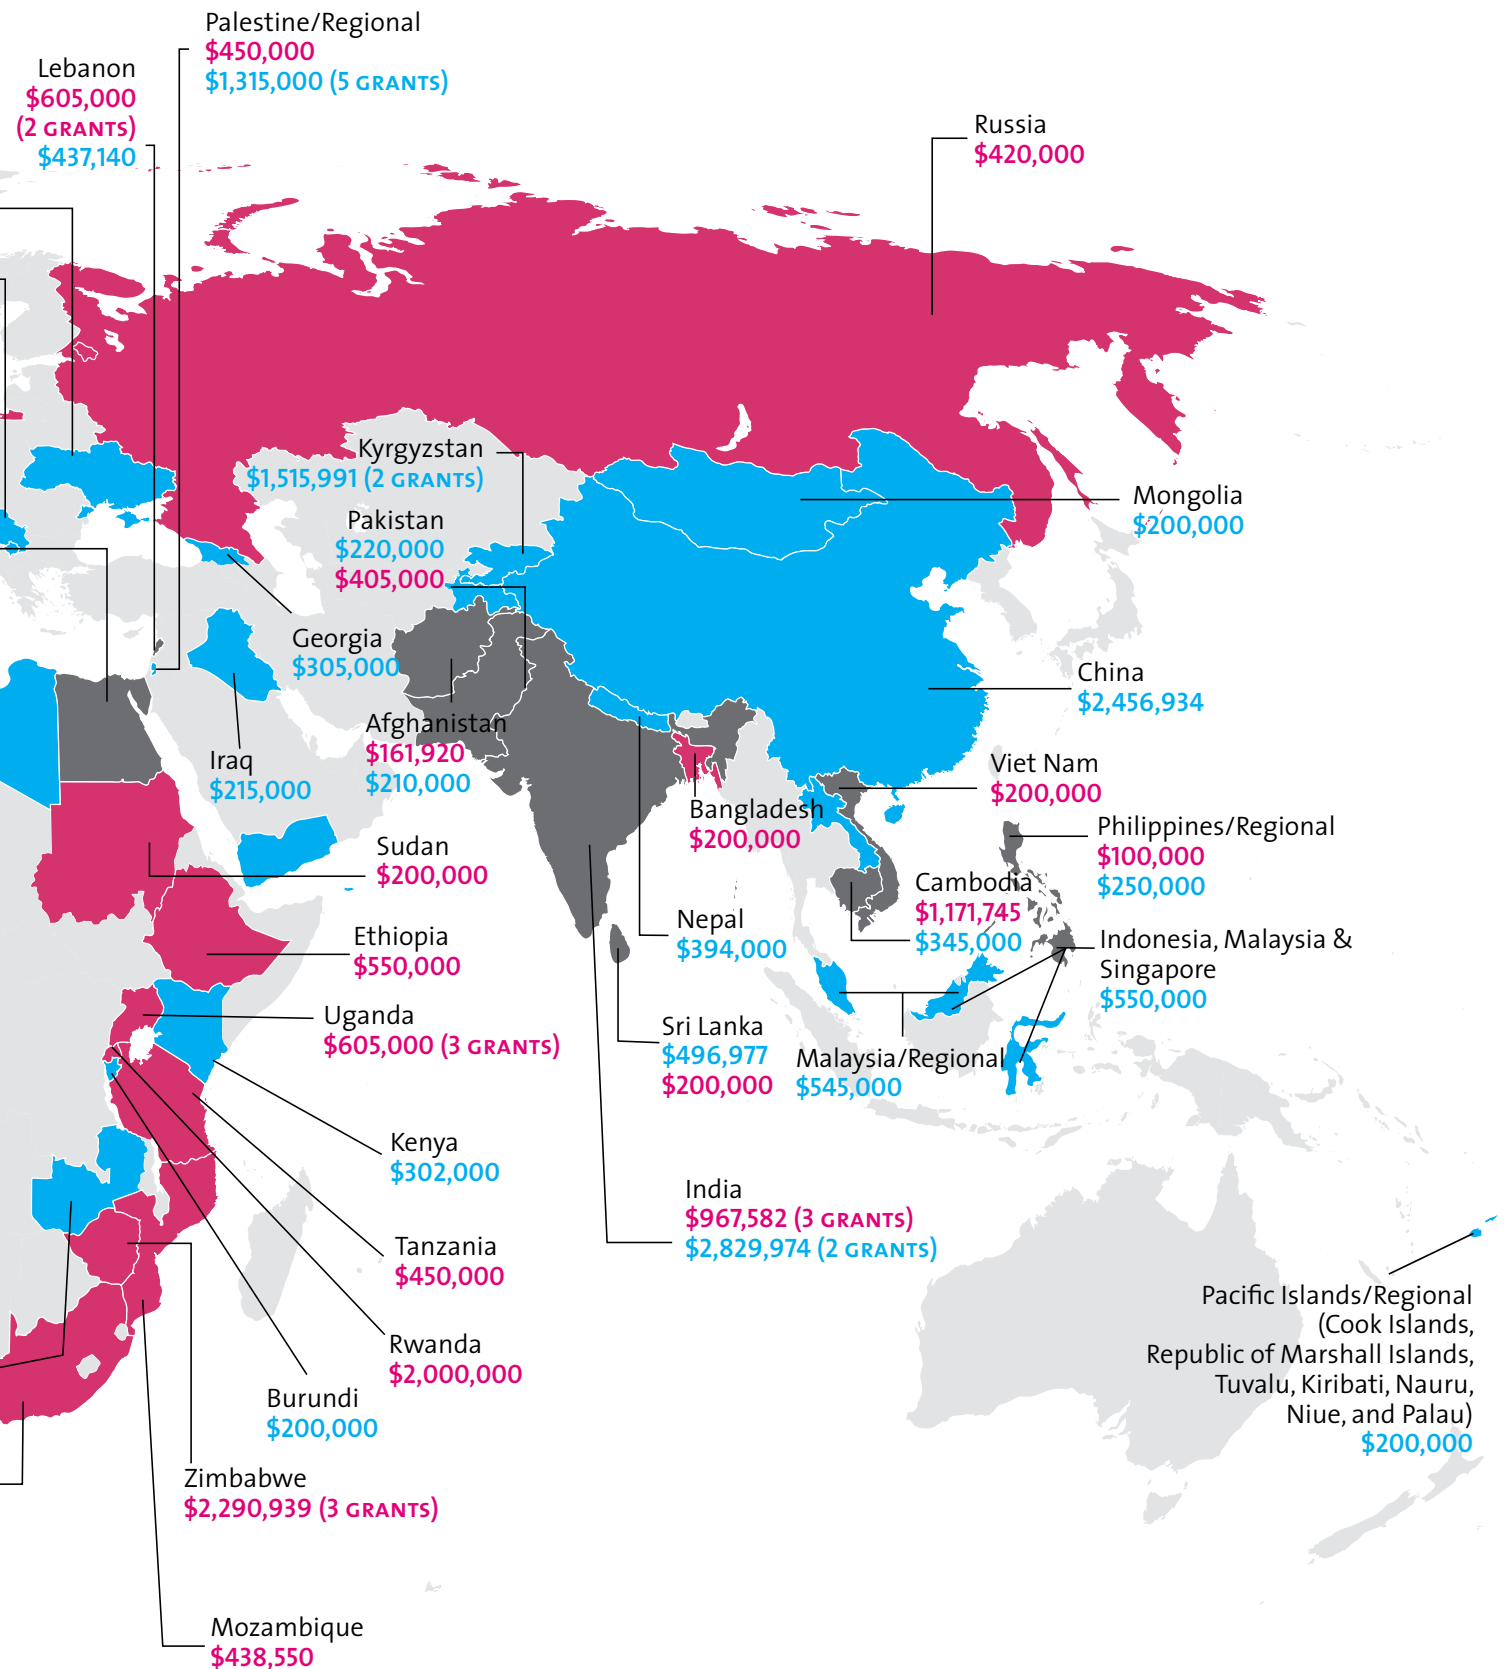 Palestine/Regional
$450,000
$1,315,000 (5 GRANTS)
Lebanon
$605,000
(2 GRANTS)
$437,140
Russia
$420,000
Kyrgyzstan
$1,515,991 (2 GRANTS)
Pakistan
$220,000
$405,000
Mongolia
$200,000
Georgia
$305,000
China
$2,456,934
Afghanistan
$161,920
$210,000
Iraq
$215,000
Viet Nam
$200,000
Bangladesh
$200,000
Philippines/Regional
$100,000
$250,000
Sudan
$200,000
Cambodia
$1,171,745
$345,000
Nepal
$394,000
Ethiopia
$550,000
Indonesia, Malaysia &
Singapore
$550,000
Uganda
$605,000 (3 GRANTS)
Sri Lanka
$496,977
$200,000
Malaysia/Regional
$545,000
Kenya
$302,000
India
$967,582 (3 GRANTS)
$2,829,974 (2 GRANTS)
Tanzania
$450,000
Pacific Islands/Regional
(Cook Islands,
Republic of Marshall Islands,
Tuvalu, Kiribati, Nauru,
Niue, and Palau)
$200,000
Rwanda
$2,000,000
Burundi
$200,000
Zimbabwe
$2,290,939 (3 GRANTS)
Mozambique
$438,550